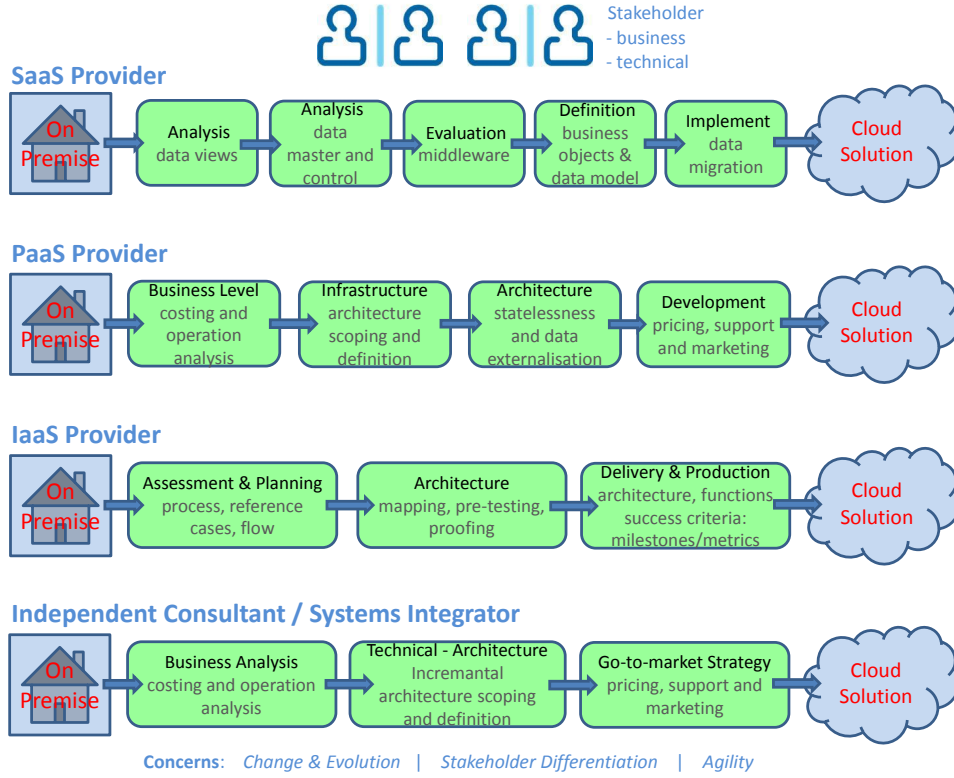 Stakeholder
- business
- technical
SaaS Provider
On
Premise
Analysis
data views
Analysis
data
master and
control
Evaluation
middleware
Definition
business
objects &
data model
Implement
data
migration
Cloud
Solution
PaaS Provider
On
Premise
Business Level
costing and
operation
analysis
Infrastructure
architecture
scoping and
definition
Architecture
statelessness
and data
externalisation
Development
pricing, support
and marketing
Cloud
Solution
IaaS Provider
On
Premise
Assessment & Planning
process, reference
cases, flow
Architecture
mapping, pre-testing,
proofing
Delivery & Production
architecture, functions
success criteria:
milestones/metrics
Cloud
Solution
Independent Consultant / Systems Integrator
On
Premise
Business Analysis
costing and operation
analysis
Technical - Architecture
Incremantal
architecture scoping
and definition
Go-to-market Strategy
pricing, support and
marketing
Cloud
Solution
Concerns: Change & Evolution | Stakeholder Differentiation | Agility